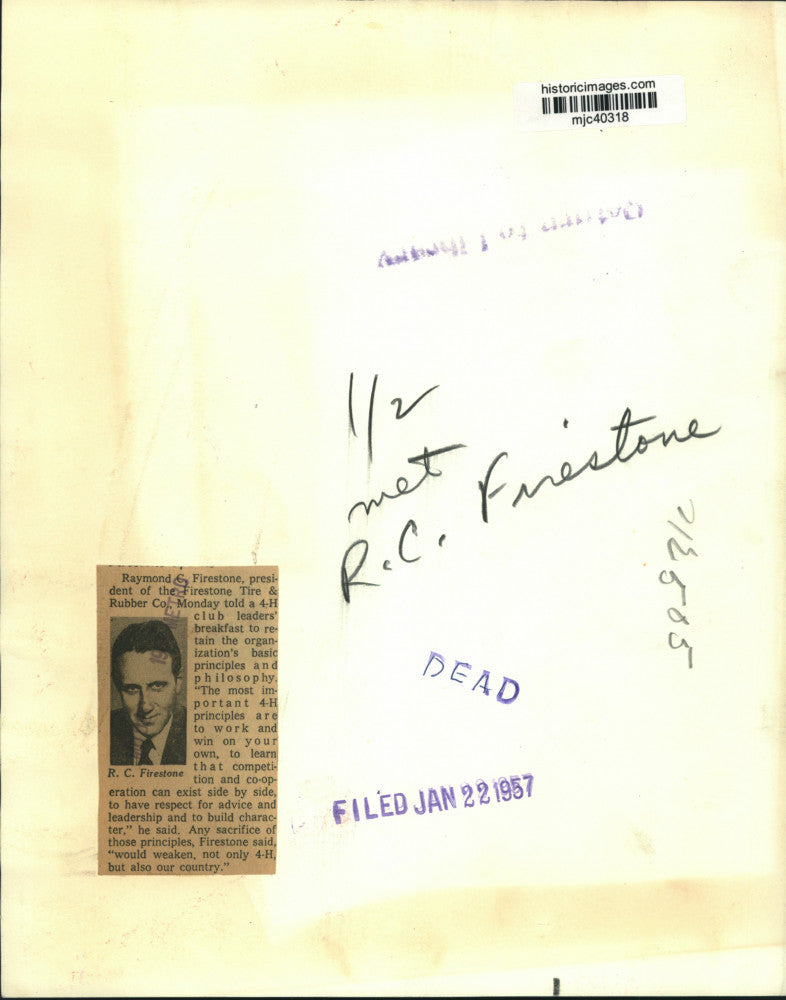 historicimages.com
mjc40318
Return to Library
1/2
met
R.C. Firestone
DEAD
FILED JAN 22 1957
Raymond C. Firestone, presi-
dent of the Firestone Tire &
Rubber Co. Monday told a 4-H
club leaders'
breakfast to re-
tain the organ-
ization's basic
principles and
philosophy.
"The most im-
portant 4-H
principles are
to work and
win on your
own, to learn
that competi-
R. C. Firestone
tion and co-op-
eration can exist side by side,
to have respect for advice and
leadership and to build charac-
ter," he said. Any sacrifice of
those principles, Firestone said,
"would weaken, not only 4-H,
but also our country."